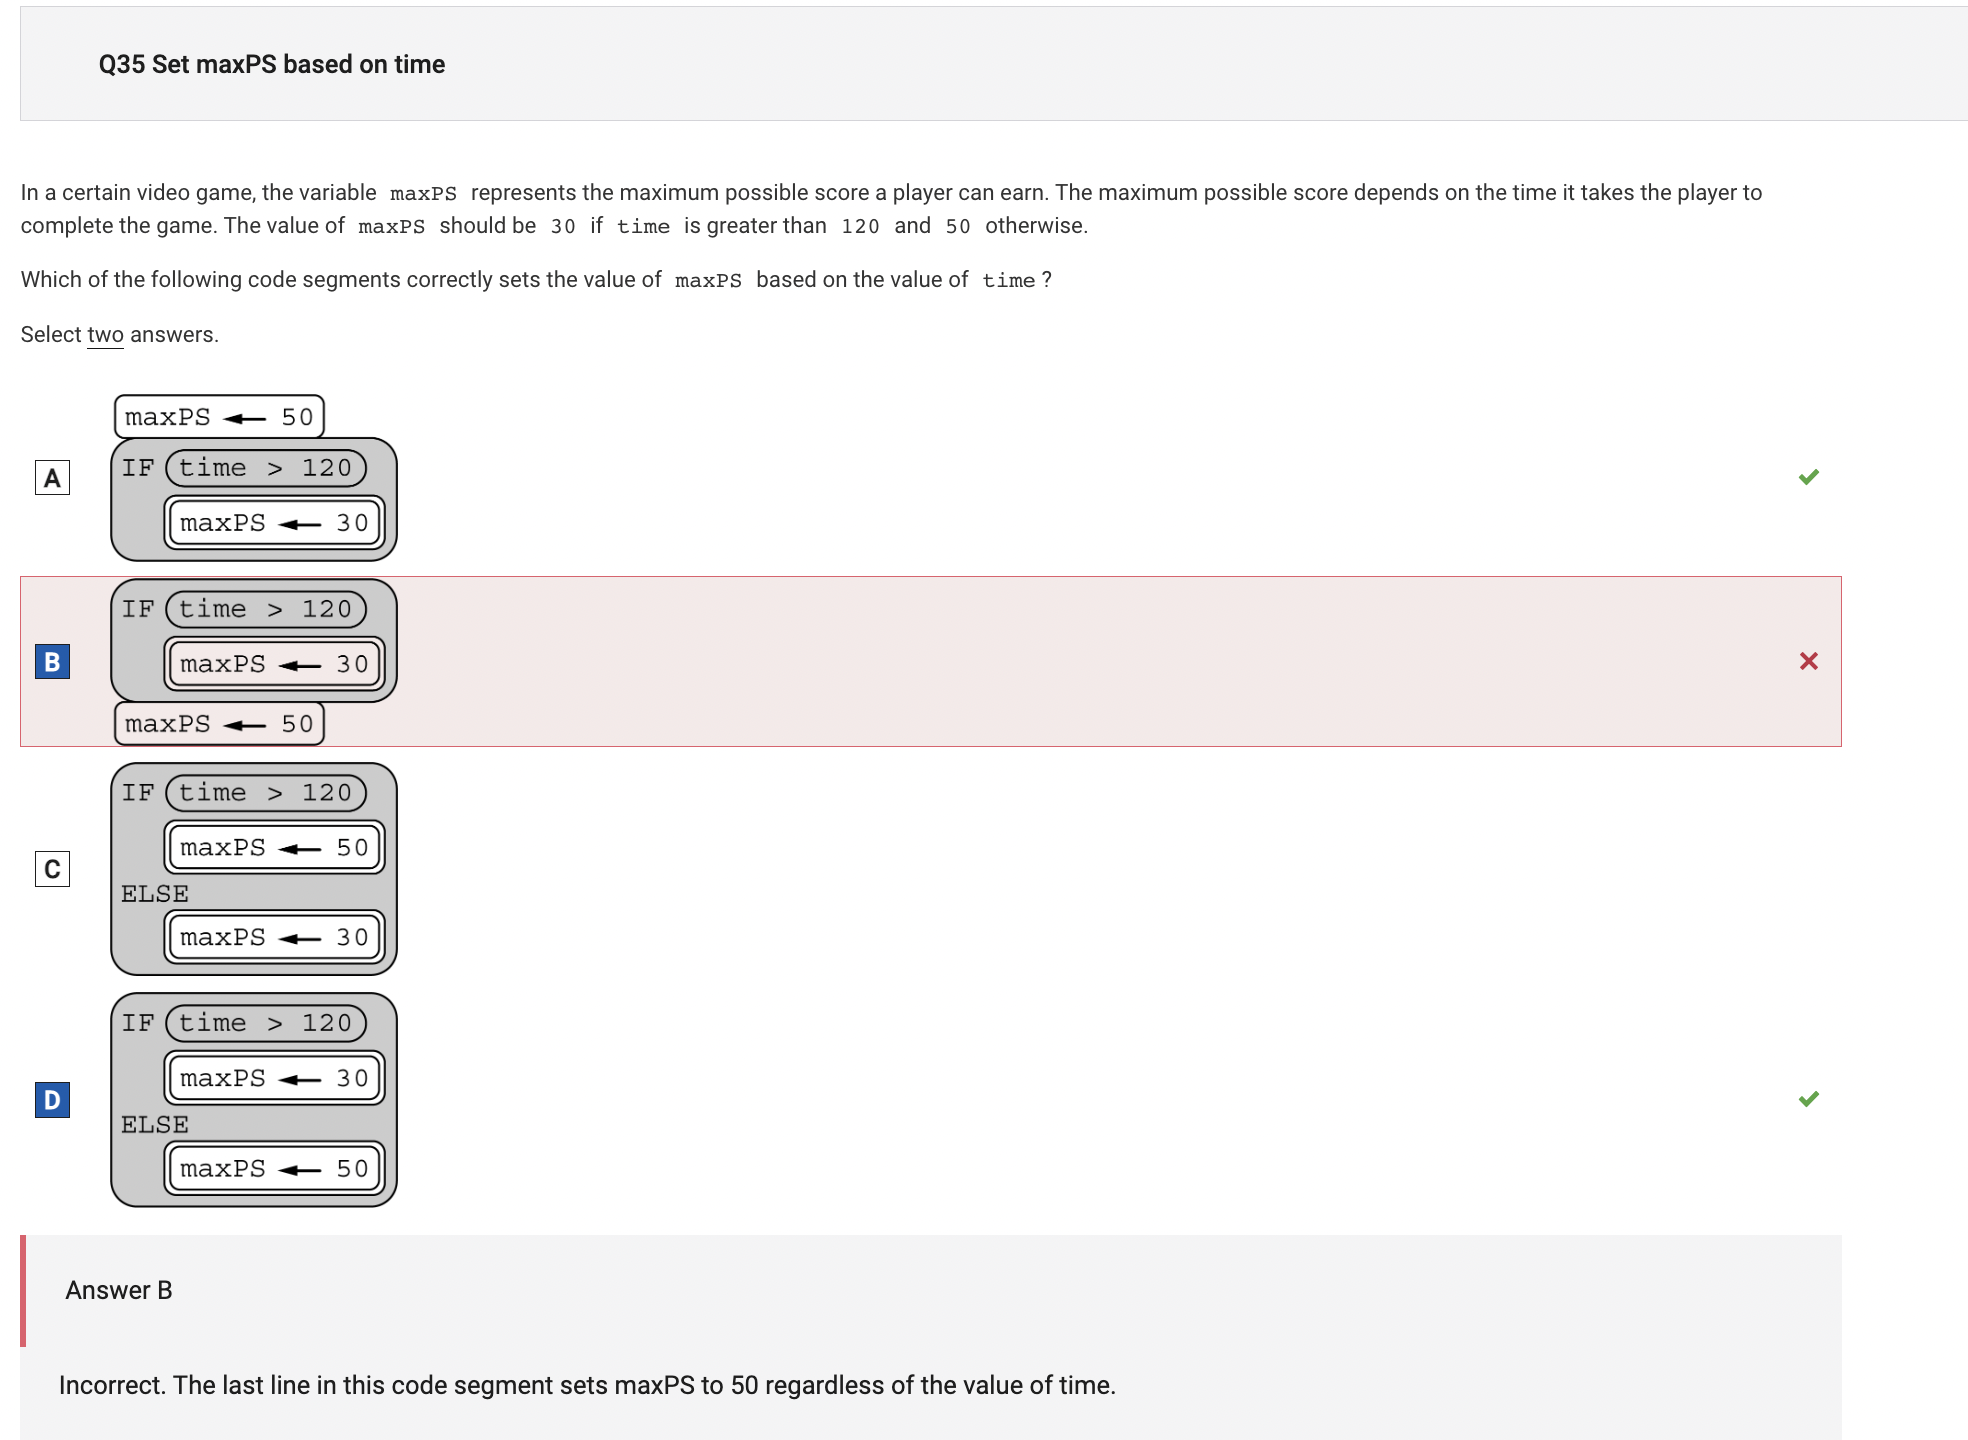 Q35 Set maxPS based on time
In a certain video game, the variable maxPS represents the maximum possible score a player can earn. The maximum possible score depends on the time it takes the player to
complete the game. The value of maxPS should be 30 if time is greater than 120 and 50 otherwise.
Which of the following code segments correctly sets the value of maxPS based on the value of time ?
Select two answers.
A
maxPS ← 50
IF time > 120
maxPS ← 30
B
IF time > 120
maxPS ← 30
maxPS ← 50
C
IF time > 120
maxPS ← 50
ELSE
maxPS ← 30
D
IF time > 120
maxPS ← 30
ELSE
maxPS ← 50
Answer B
Incorrect. The last line in this code segment sets maxPS to 50 regardless of the value of time.